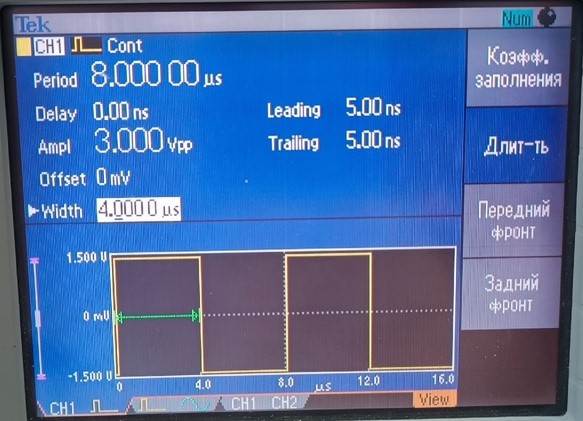 Tek
Num
CH1 Cont
Period 8.000 00 µs
Delay 0.00 ns
Leading 5.00 ns
Ampl 3.000 Vpp
Trailing 5.00 ns
Offset 0 mV
Width 4.000 0 µs
Коэфф.
заполнения
Длит-ть
Передний
фронт
Задний
фронт
1.500 U
0 mU
-1.500 U
0 4.0 8.0 µs 12.0 16.0
CH1 CH1 CH2 View